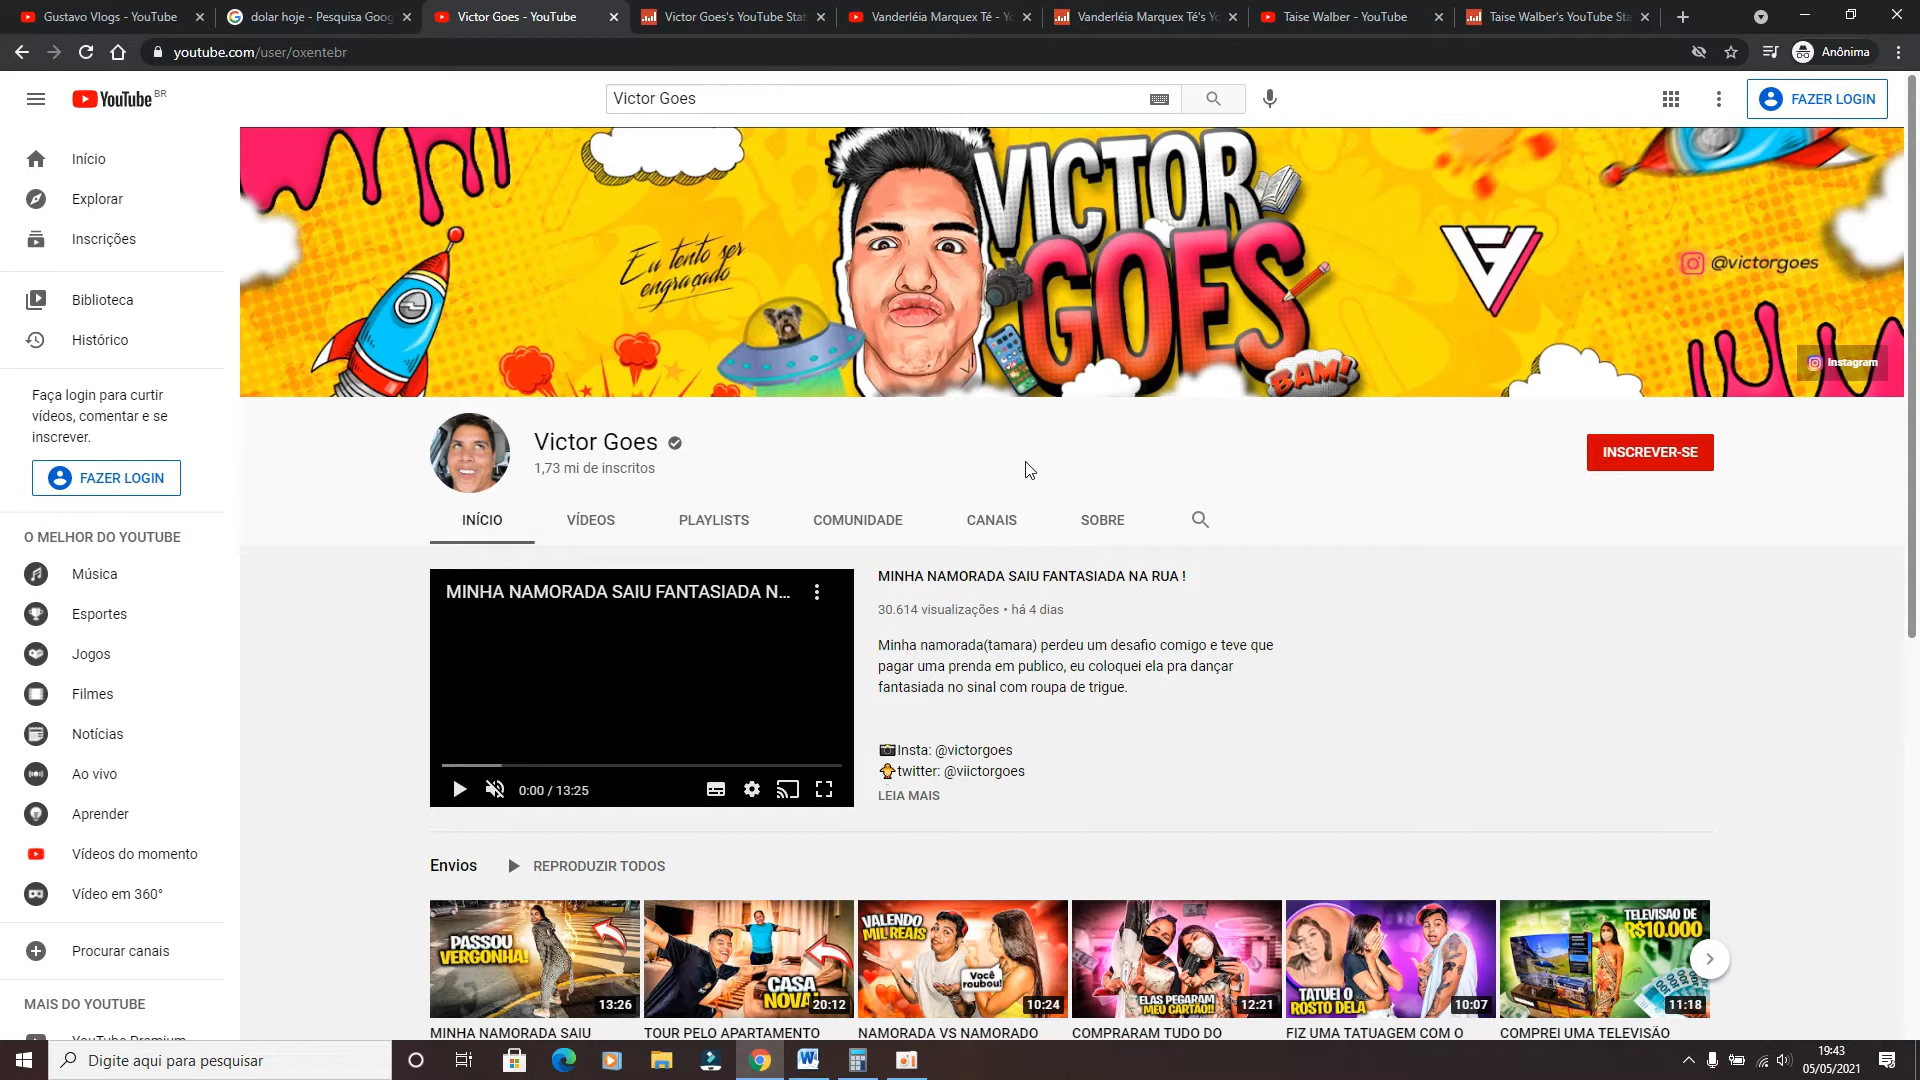 Gustavo Vlogs - YouTube
dolar hoje - Pesquisa Goog
Victor Goes - YouTube
Victor Goes's YouTube Stat
Vanderléia Marquex Té - Yo
Vanderléia Marquex Té's Yo
Taise Walber - YouTube
Taise Walber's YouTube Sta
youtube.com/user/oxentebr
Anônima
YouTube BR
Victor Goes
FAZER LOGIN
Início
Explorar
Inscrições
Biblioteca
Histórico
Faça login para curtir
vídeos, comentar e se
inscrever.
FAZER LOGIN
O MELHOR DO YOUTUBE
Música
Esportes
Jogos
Filmes
Notícias
Ao vivo
Aprender
Vídeos do momento
Vídeo em 360°
Procurar canais
MAIS DO YOUTUBE
YouTube Premium
Eu tento ser
engraçado
VICTOR
GOES
BAM!
@victorgoes
Instagram
Victor Goes
1,73 mi de inscritos
INSCREVER-SE
INÍCIO
VÍDEOS
PLAYLISTS
COMUNIDADE
CANAIS
SOBRE
MINHA NAMORADA SAIU FANTASIADA N...
0:00 / 13:25
MINHA NAMORADA SAIU FANTASIADA NA RUA !
30.614 visualizações • há 4 dias
Minha namorada(tamara) perdeu um desafio comigo e teve que
pagar uma prenda em publico, eu coloquei ela pra dançar
fantasiada no sinal com roupa de trigue.
Insta: @victorgoes
twitter: @viictorgoes
LEIA MAIS
Envios
REPRODUZIR TODOS
PASSOU
VERGONHA!
13:26
CASA
NOVA!
20:12
VALENDO
MIL REAIS
Você
roubou!
10:24
ELAS PEGARAM
MEU CARTÃO!!
12:21
TATUEI O
ROSTO DELA
10:07
TELEVISÃO DE
R$10.000
11:18
MINHA NAMORADA SAIU
TOUR PELO APARTAMENTO
NAMORADA VS NAMORADO
COMPRARAM TUDO DO
FIZ UMA TATUAGEM COM O
COMPREI UMA TELEVISÃO
Digite aqui para pesquisar
19:43
05/05/2021